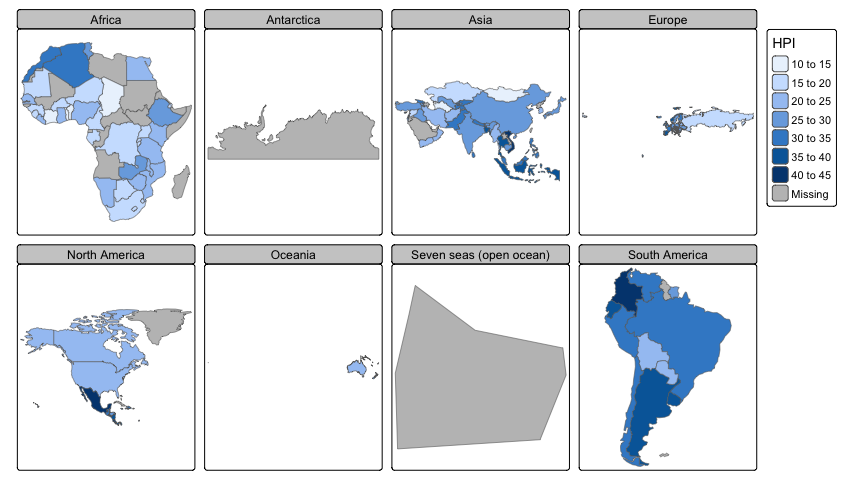 Africa
Antarctica
Asia
Europe
HPI
10 to 15
15 to 20
20 to 25
25 to 30
30 to 35
35 to 40
40 to 45
Missing
North America
Oceania
Seven seas (open ocean)
South America